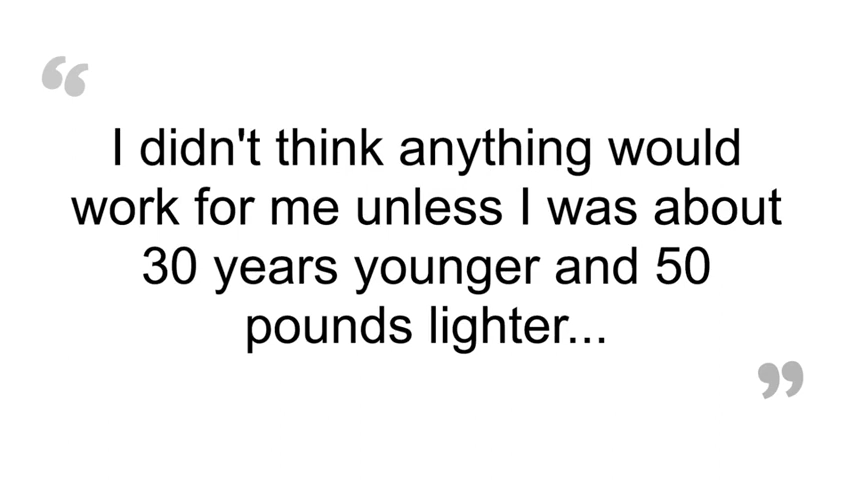 “
I didn't think anything would
work for me unless I was about
30 years younger and 50
pounds lighter...
”